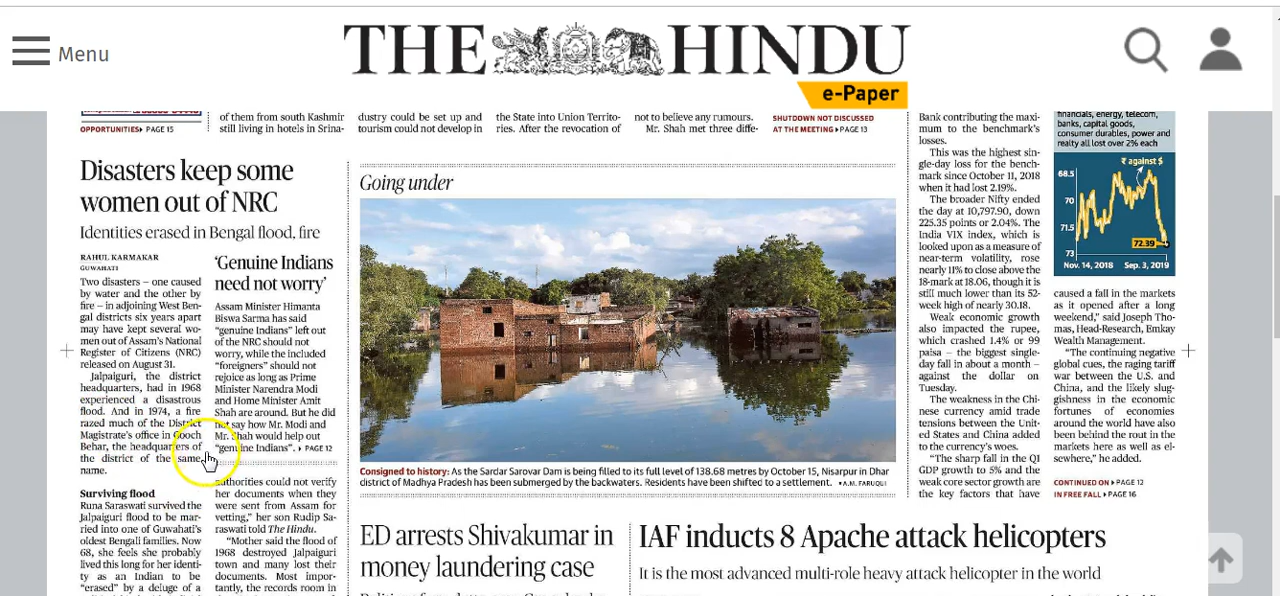 Menu
THE HINDU
e-Paper
OPPORTUNITIES PAGE 15
of them from south Kashmir
still living in hotels in Srina-
dustry could be set up and
tourism could not develop in
the State into Union Territo-
ries. After the revocation of
not to believe any rumours.
Mr. Shah met three diffe-
SHUTDOWN NOT DISCUSSED
AT THE MEETING PAGE 13
Disasters keep some
women out of NRC
Identities erased in Bengal flood, fire
RAHUL KARMAKAR
GUWAHATI
Two disasters – one caused
by water and the other by
fire – in adjoining West Ben-
gal districts six years apart
may have kept several wo-
men out of Assam's National
Register of Citizens (NRC)
released on August 31.
Jalpaiguri, the district
headquarters, had in 1968
experienced a disastrous
flood. And in 1974, a fire
razed much of the District
Magistrate's office in Cooch
Behar, the headquarters of
the district of the same
name.
Surviving flood
Runa Saraswati survived the
Jalpaiguri flood to be mar-
ried into one of Guwahati's
oldest Bengali families. Now
68, she feels she probably
lived this long for her identi-
ty as an Indian to be
"erased" by a deluge of a
'Genuine Indians
need not worry'
Assam Minister Himanta
Biswa Sarma has said
"genuine Indians" left out
of the NRC should not
worry, while the included
"foreigners" should not
rejoice as long as Prime
Minister Narendra Modi
and Home Minister Amit
Shah are around. But he did
not say how Mr. Modi and
Mr. Shah would help out
"genuine Indians". PAGE 12
authorities could not verify
her documents when they
were sent from Assam for
vetting," her son Rudip Sa-
raswati told The Hindu.
"Mother said the flood of
1968 destroyed Jalpaiguri
town and many lost their
documents. Most impor-
tantly, the records room in
Going under
Consigned to history: As the Sardar Sarovar Dam is being filled to its full level of 138.68 metres by October 15, Nisarpur in Dhar
district of Madhya Pradesh has been submerged by the backwaters. Residents have been shifted to a settlement. A.M. FARUQUI
ED arrests Shivakumar in
money laundering case
IAF inducts 8 Apache attack helicopters
It is the most advanced multi-role heavy attack helicopter in the world
Bank contributing the maxi-
mum to the benchmark's
losses.
This was the highest sin-
gle-day loss for the bench-
mark since October 11, 2018
when it had lost 2.19%.
The broader Nifty ended
the day at 10,797.90, down
225.35 points or 2.04%. The
India VIX index, which is
looked upon as a measure of
near-term volatility, rose
nearly 11% to close above the
18-mark at 18.06, though it is
still much lower than its 52-
week high of nearly 30.18.
Weak economic growth
also impacted the rupee,
which crashed 1.4% or 99
paisa – the biggest single-
day fall in about a month –
against the dollar on
Tuesday.
The weakness in the Chi-
nese currency amid trade
tensions between the Unit-
ed States and China added
to the currency's woes.
"The sharp fall in the Q1
GDP growth to 5% and the
weak core sector growth are
the key factors that have
financials, energy, telecom,
banks, capital goods,
consumer durables, power and
realty all lost over 2% each
₹ against $
68.5
70
71.5
73
72.39
Nov. 14, 2018 Sep. 3, 2019
caused a fall in the markets
as it opened after a long
weekend," said Joseph Tho-
mas, Head-Research, Emkay
Wealth Management.
"The continuing negative
global cues, the raging tariff
war between the U.S. and
China, and the likely slug-
gishness in the economic
fortunes of economies
around the world have also
been behind the rout in the
markets here as well as el-
sewhere," he added.
CONTINUED ON PAGE 12
IN FREE FALL PAGE 16